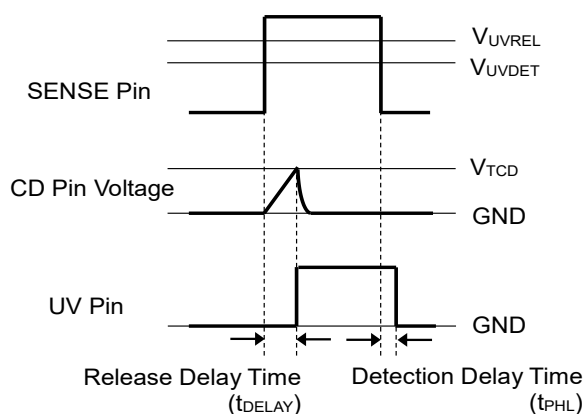 VUVREL
VUVDET
SENSE Pin
VTCD
CD Pin Voltage
GND
UV Pin
GND
Release Delay Time
(tDELAY)
Detection Delay Time
(tPHL)